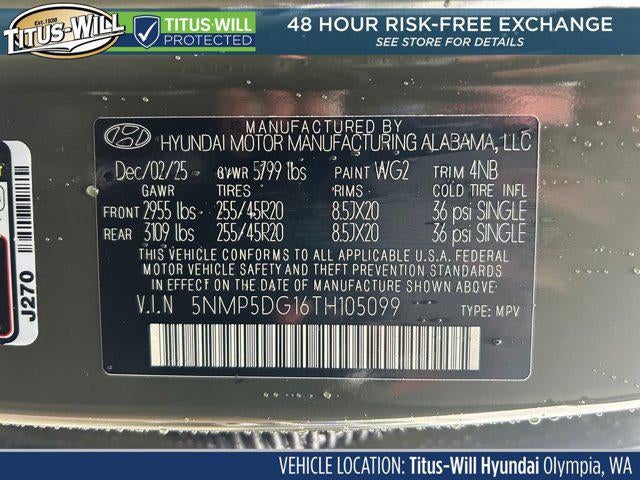 Est.1938
TITUS-WILL
TITUS-WILL
PROTECTED
48 HOUR RISK-FREE EXCHANGE
SEE STORE FOR DETAILS
MANUFACTURED BY
HYUNDAI MOTOR MANUFACTURING ALABAMA, LLC
Dec/02/25 GVWR 5799 lbs PAINT WG2 TRIM 4NB
GAWR TIRES RIMS COLD TIRE INFL
FRONT 2955 lbs 255/45R20 8.5JX20 36 psi SINGLE
REAR 3109 lbs 255/45R20 8.5JX20 36 psi SINGLE
THIS VEHICLE CONFORMS TO ALL APPLICABLE U.S.A. FEDERAL
MOTOR VEHICLE SAFETY AND THEFT PREVENTION STANDARDS
IN EFFECT ON THE DATE OF MANUFACTURE SHOWN ABOVE.
V.I.N 5NMP5DG16TH105099 TYPE: MPV
J270
VEHICLE LOCATION: Titus-Will Hyundai Olympia, WA